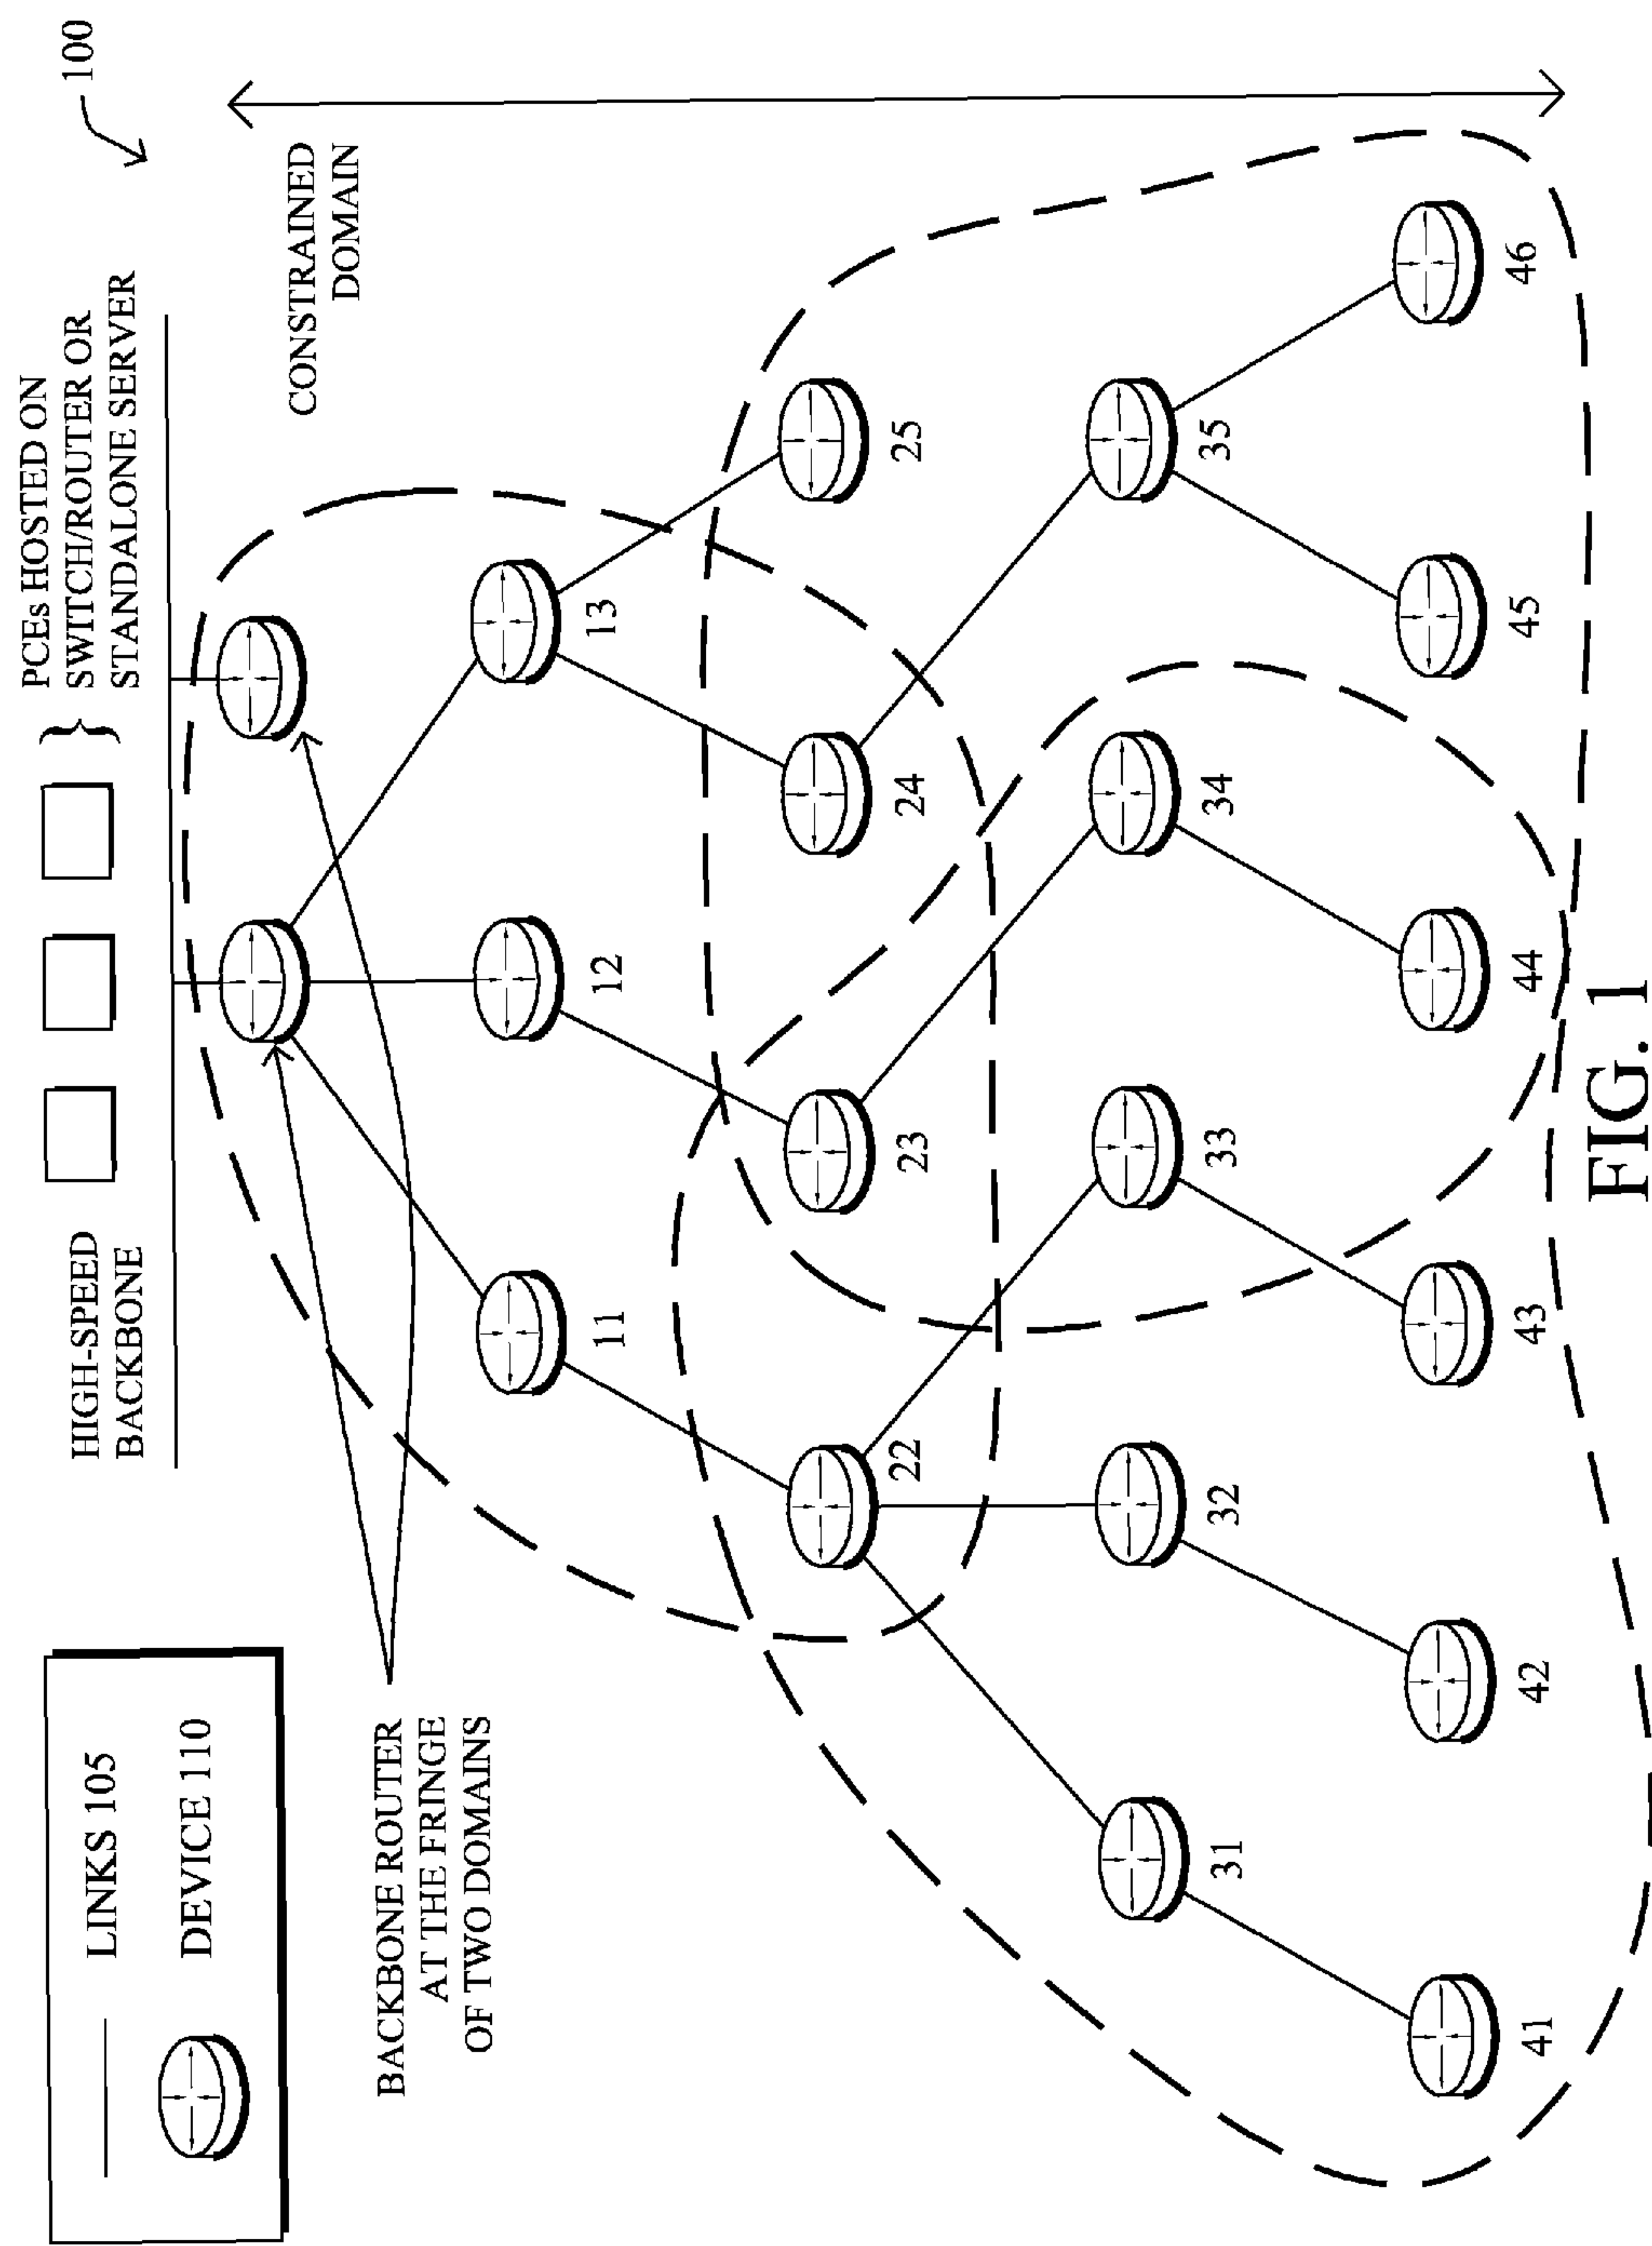 LINKS 105
DEVICE 110
HIGH-SPEED
BACKBONE
PCEs HOSTED ON
SWITCH/ROUTER OR
STANDALONE SERVER
100
BACKBONE ROUTER
AT THE FRINGE
OF TWO DOMAINS
CONSTRAINED
DOMAIN
11
12
13
22
23
24
25
31
32
33
34
35
41
42
43
44
45
46
FIG. 1